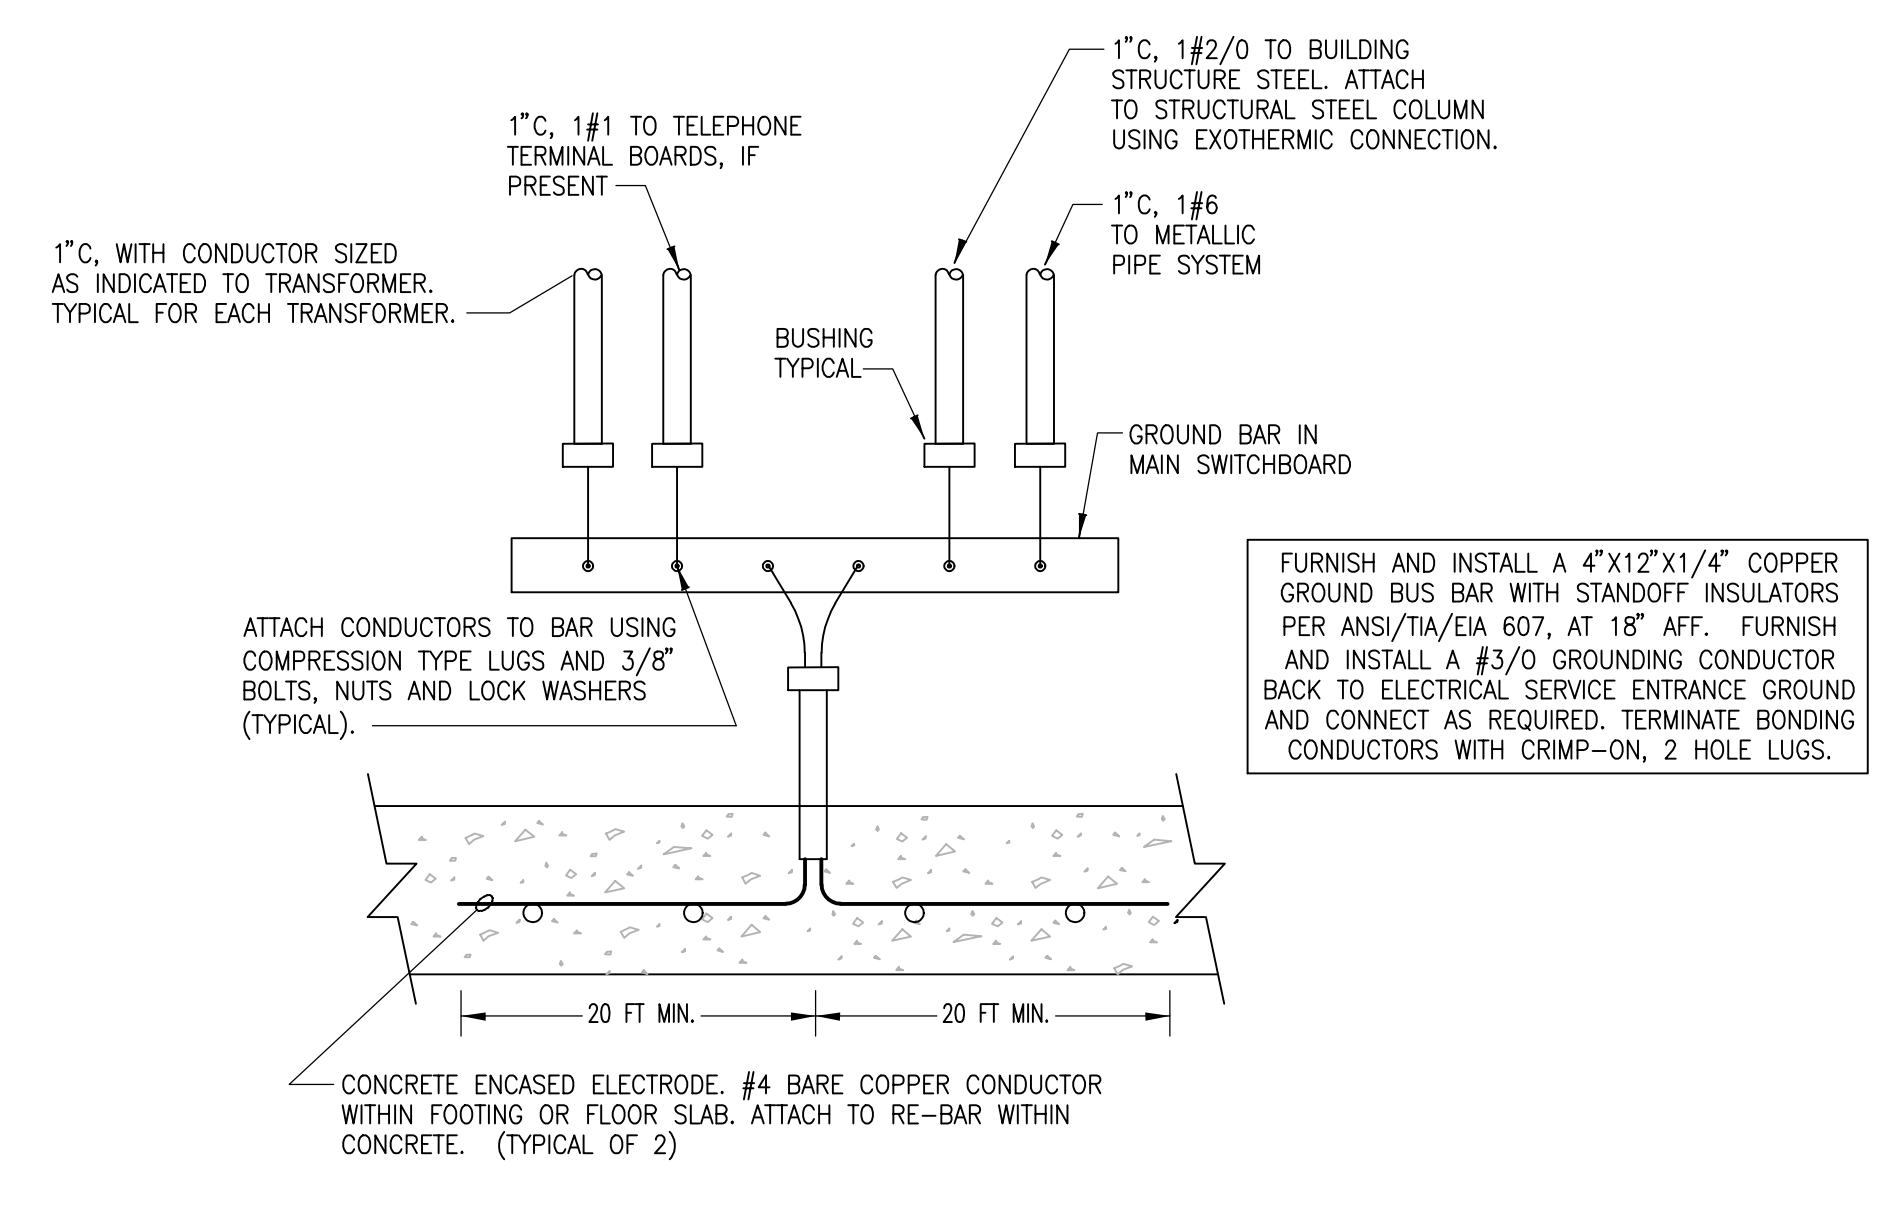 1"C, 1#2/0 TO BUILDING
STRUCTURE STEEL. ATTACH
TO STRUCTURAL STEEL COLUMN
USING EXOTHERMIC CONNECTION.
1"C, 1#1 TO TELEPHONE
TERMINAL BOARDS, IF
PRESENT
1"C, 1#6
TO METALLIC
PIPE SYSTEM
1"C, WITH CONDUCTOR SIZED
AS INDICATED TO TRANSFORMER.
TYPICAL FOR EACH TRANSFORMER.
BUSHING
TYPICAL
GROUND BAR IN
MAIN SWITCHBOARD
FURNISH AND INSTALL A 4"X12"X1/4" COPPER
GROUND BUS BAR WITH STANDOFF INSULATORS
PER ANSI/TIA/EIA 607, AT 18" AFF. FURNISH
AND INSTALL A #3/0 GROUNDING CONDUCTOR
BACK TO ELECTRICAL SERVICE ENTRANCE GROUND
AND CONNECT AS REQUIRED. TERMINATE BONDING
CONDUCTORS WITH CRIMP-ON, 2 HOLE LUGS.
ATTACH CONDUCTORS TO BAR USING
COMPRESSION TYPE LUGS AND 3/8"
BOLTS, NUTS AND LOCK WASHERS
(TYPICAL).
20 FT MIN.
20 FT MIN.
CONCRETE ENCASED ELECTRODE. #4 BARE COPPER CONDUCTOR
WITHIN FOOTING OR FLOOR SLAB. ATTACH TO RE-BAR WITHIN
CONCRETE. (TYPICAL OF 2)